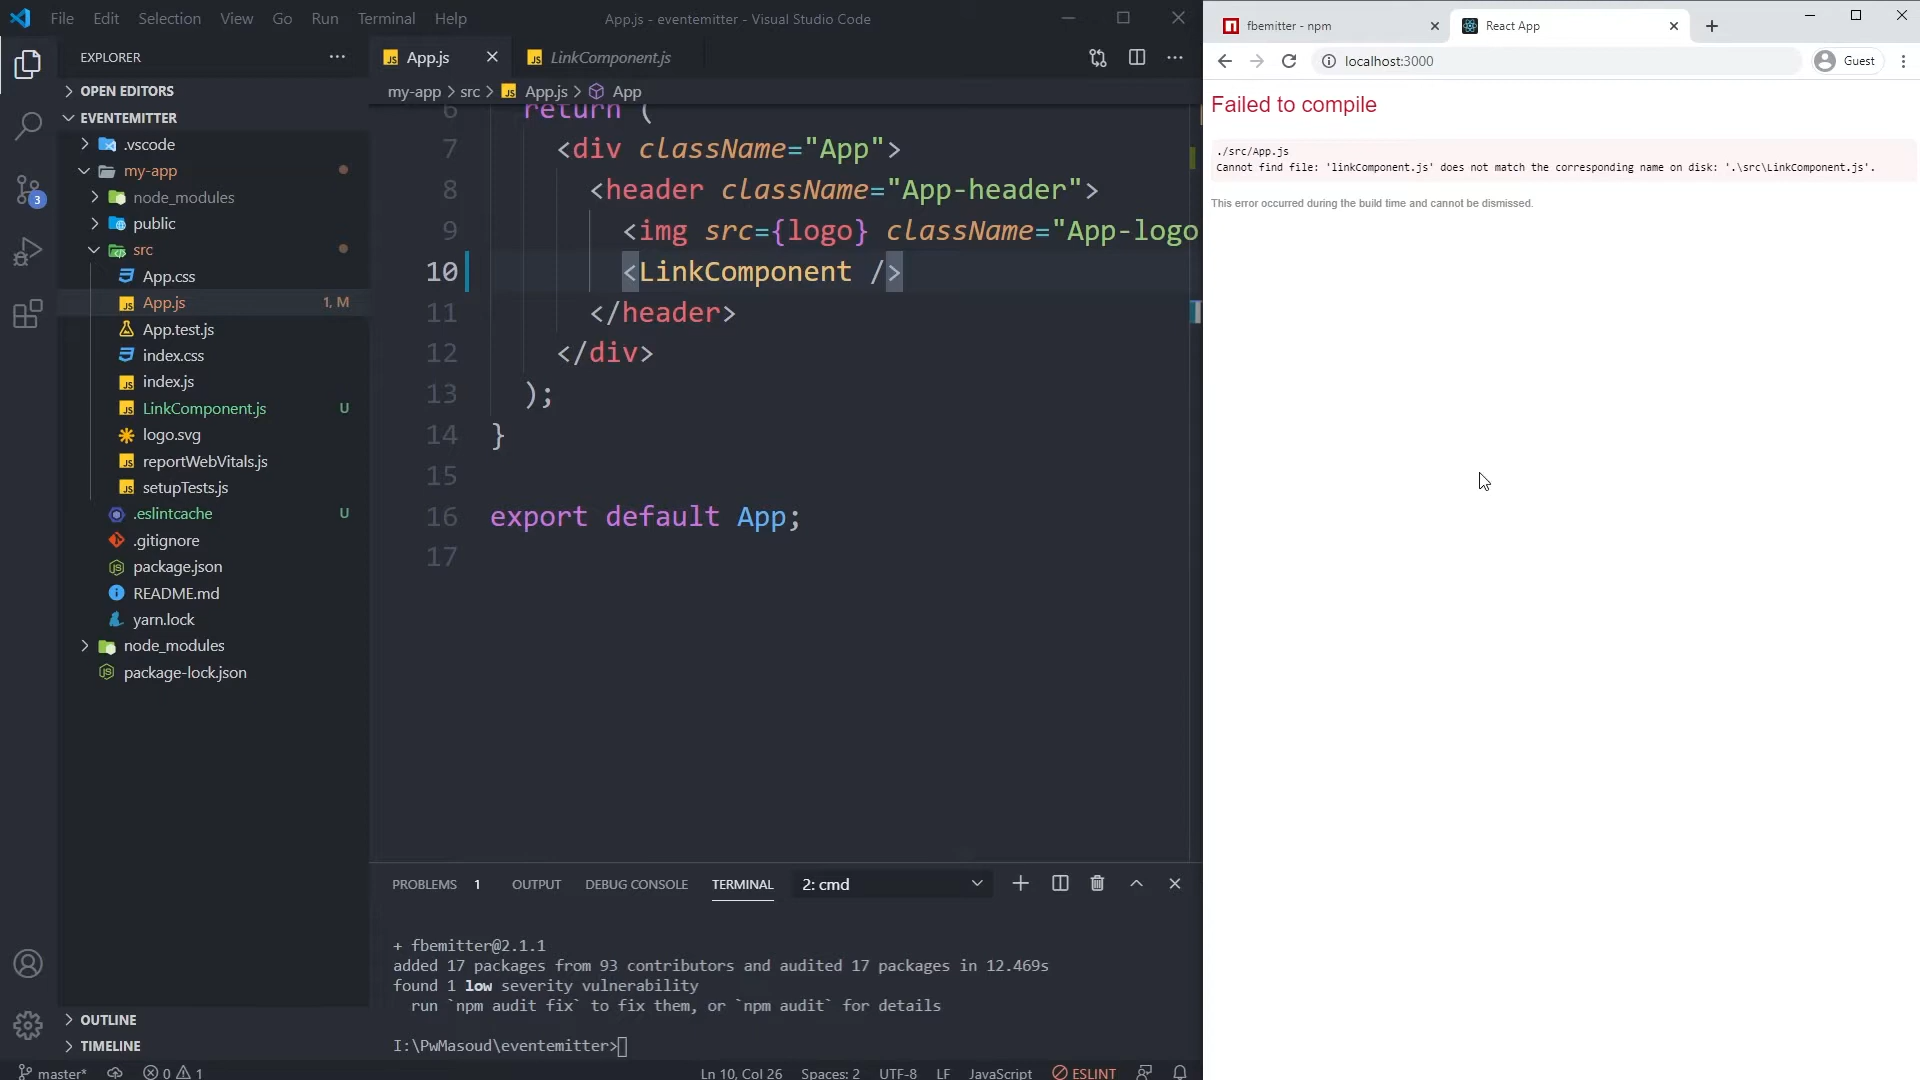 File Edit Selection View Go Run Terminal Help
App.js - eventemitter - Visual Studio Code
EXPLORER
OPEN EDITORS
EVENTEMITTER
.vscode
my-app
node_modules
public
src
App.css
App.js 1, M
App.test.js
index.css
index.js
LinkComponent.js U
logo.svg
reportWebVitals.js
setupTests.js
.eslintcache U
.gitignore
package.json
README.md
yarn.lock
node_modules
package-lock.json
OUTLINE
TIMELINE
3
App.js LinkComponent.js
my-app > src > App.js > App
6 return (
7 <div className="App">
8 <header className="App-header">
9 <img src={logo} className="App-logo
10 <LinkComponent />
11 </header>
12 </div>
13 );
14 }
15
16 export default App;
17
PROBLEMS 1 OUTPUT DEBUG CONSOLE TERMINAL 2: cmd
+ fbemitter@2.1.1
added 17 packages from 93 contributors and audited 17 packages in 12.469s
found 1 low severity vulnerability
run `npm audit fix` to fix them, or `npm audit` for details
I:\PwMasoud\eventemitter>
master* 0 1 Ln 10, Col 26 Spaces: 2 UTF-8 LF JavaScript ESLINT
fbemitter - npm React App
localhost:3000 Guest
Failed to compile
./src/App.js
Cannot find file: 'linkComponent.js' does not match the corresponding name on disk: '.\src\LinkComponent.js'.
This error occurred during the build time and cannot be dismissed.